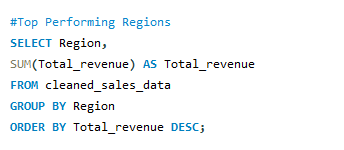 #Top Performing Regions
SELECT Region,
SUM(Total_revenue) AS Total_revenue
FROM cleaned_sales_data
GROUP BY Region
ORDER BY Total_revenue DESC;